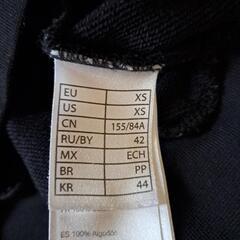 EU XS
US XS
CN 155/84A
RU/BY 42
MX ECH
BR PP
KR 44
ES 100% Algodón